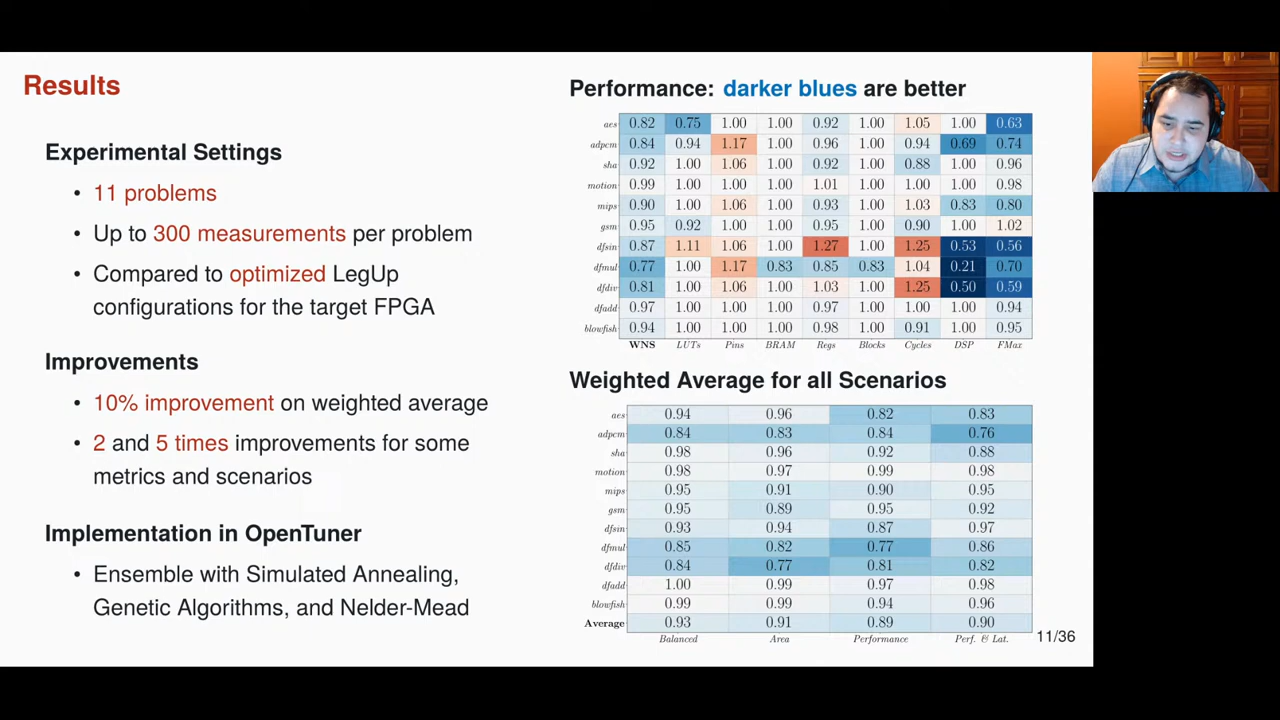 Results
Experimental Settings
• 11 problems
• Up to 300 measurements per problem
• Compared to optimized LegUp
configurations for the target FPGA
Improvements
• 10% improvement on weighted average
• 2 and 5 times improvements for some
metrics and scenarios
Implementation in OpenTuner
• Ensemble with Simulated Annealing,
Genetic Algorithms, and Nelder-Mead
Performance: darker blues are better
aes 0.82 0.75 1.00 1.00 0.92 1.00 1.05 1.00 0.63
adpcm 0.84 0.94 1.17 1.00 0.96 1.00 0.94 0.69 0.74
sha 0.92 1.00 1.06 1.00 0.92 1.00 0.88 1.00 0.96
motion 0.99 1.00 1.00 1.00 1.01 1.00 1.00 1.00 0.98
mips 0.90 1.00 1.06 1.00 0.93 1.00 1.03 0.83 0.80
gsm 0.95 0.92 1.00 1.00 0.95 1.00 0.90 1.00 1.02
dfsin 0.87 1.11 1.06 1.00 1.27 1.00 1.25 0.53 0.56
dfmul 0.77 1.00 1.17 0.83 0.85 0.83 1.04 0.21 0.70
dfdiv 0.81 1.00 1.06 1.00 1.03 1.00 1.25 0.50 0.59
dfadd 0.97 1.00 1.00 1.00 0.97 1.00 1.00 1.00 0.94
blowfish 0.94 1.00 1.00 1.00 0.98 1.00 0.91 1.00 0.95
WNS LUTs Pins BRAM Regs Blocks Cycles DSP FMax
Weighted Average for all Scenarios
aes 0.94 0.96 0.82 0.83
adpcm 0.84 0.83 0.84 0.76
sha 0.98 0.96 0.92 0.88
motion 0.98 0.97 0.99 0.98
mips 0.95 0.91 0.90 0.95
gsm 0.95 0.89 0.95 0.92
dfsin 0.93 0.94 0.87 0.97
dfmul 0.85 0.82 0.77 0.86
dfdiv 0.84 0.77 0.81 0.82
dfadd 1.00 0.99 0.97 0.98
blowfish 0.99 0.99 0.94 0.96
Average 0.93 0.91 0.89 0.90
Balanced Area Performance Perf. & Lat.
11/36